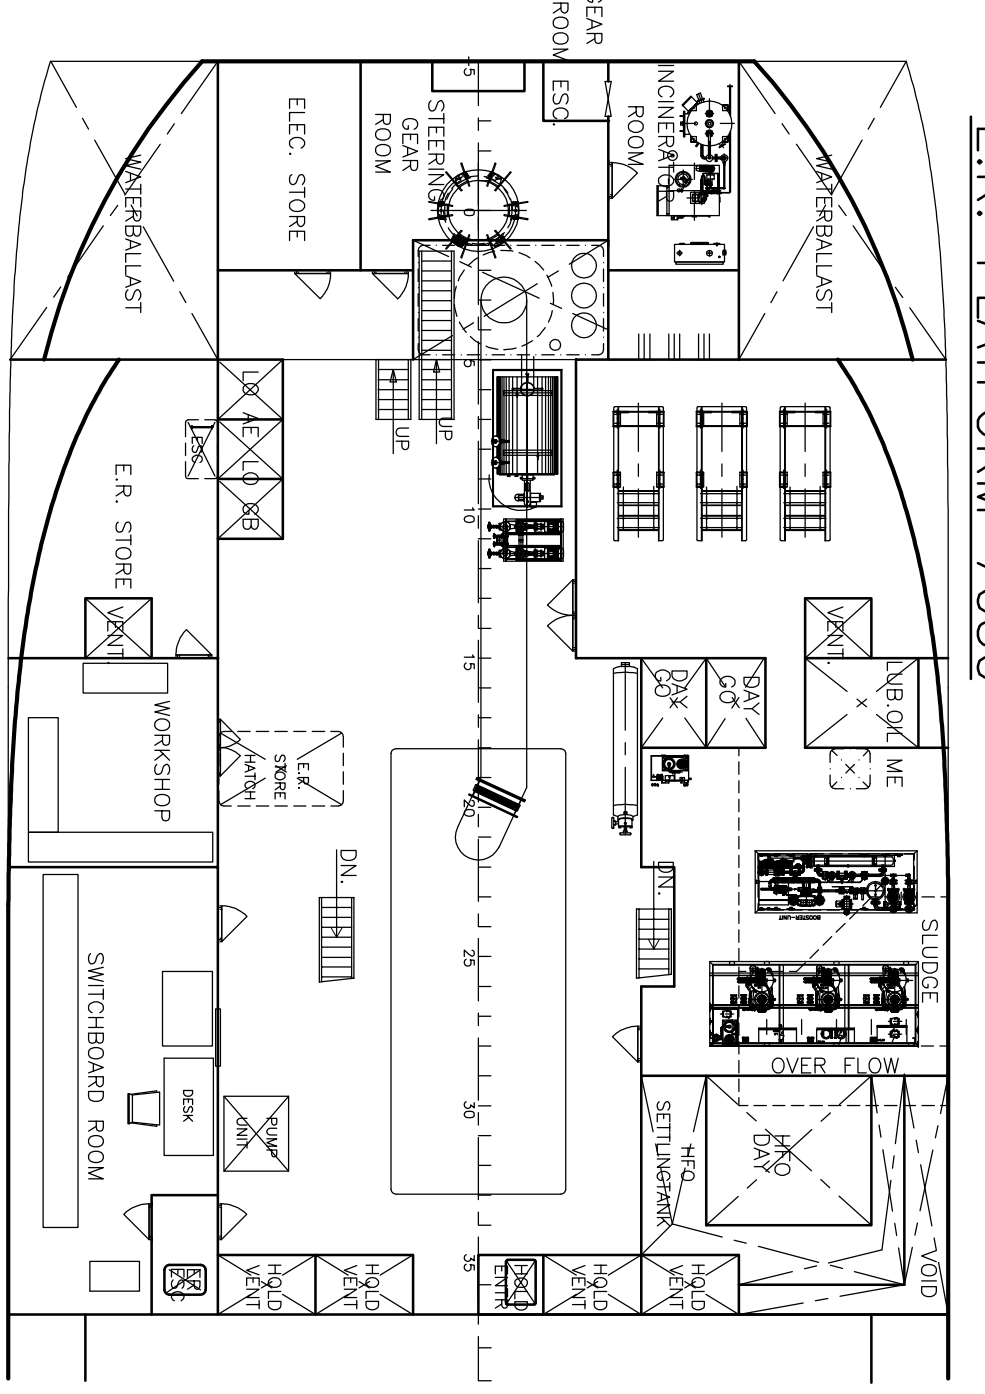 GEAR
ROOM ESC.
INCINERATOR
ROOM
STEERING
GEAR
ROOM
ELEC. STORE
WATERBALLAST
WATERBALLAST
-5
0
5
10
15
20
25
30
35
UP
UP
LO AE LO GB
ESC
E.R. STORE
VENT.
VENT.
LUB.OIL ME
DAY
GO
DAY
GO
WORKSHOP
E.R.
STORE
HATCH
DN.
DN.
BOOSTER-UNIT
SLUDGE
OVER FLOW
SWITCHBOARD ROOM
DESK
PUMP
UNIT
HFO
SETTLINGTANK
HFO
DAY
VOID
ER
ESC
HOLD
VENT
HOLD
VENT
HOLD
ENTR
HOLD
VENT
HOLD
VENT